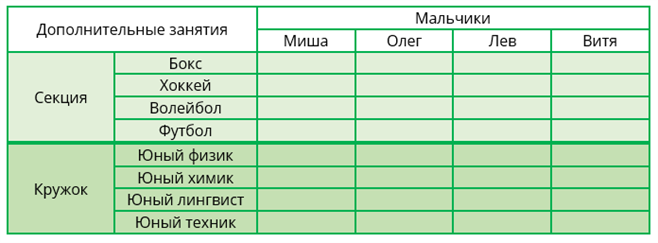 Дополнительные занятия
Мальчики
Миша Олег Лев Витя
Секция
Бокс
Хоккей
Волейбол
Футбол
Кружок
Юный физик
Юный химик
Юный лингвист
Юный техник